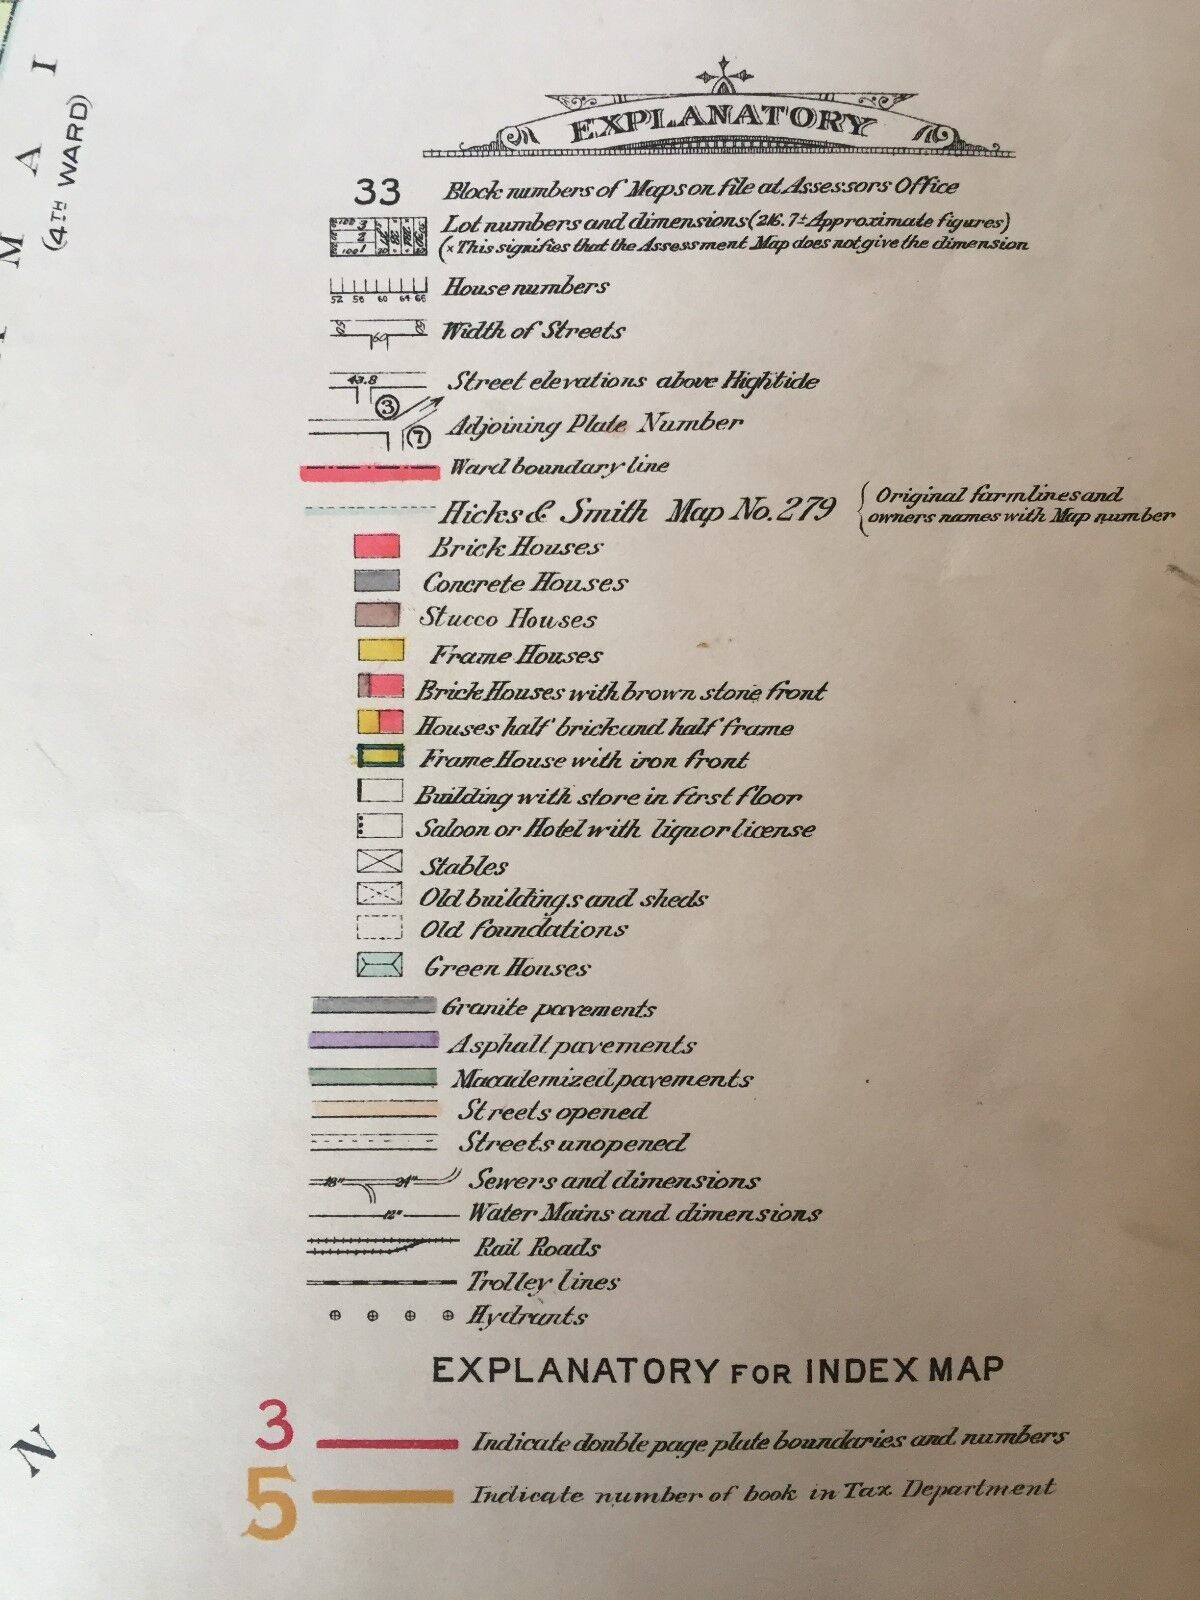 EXPLANATORY
33 Block numbers of Maps on file at Assessors Office
Lot numbers and dimensions (216.7± Approximate figures)
(× This signifies that the Assessment Map does not give the dimension
52 56 60 64 66 House numbers
60 Width of Streets
43.8 Street elevations above Hightide
3
7 Adjoining Plate Number
Ward boundary line
Hicks & Smith Map No. 279
Original farmlines and
owners names with Map number
Brick Houses
Concrete Houses
Stucco Houses
Frame Houses
Brick Houses with brown stone front
Houses half brick and half frame
Frame House with iron front
Building with store in first floor
Saloon or Hotel with liquor license
Stables
Old buildings and sheds
Old foundations
Green Houses
Granite pavements
Asphalt pavements
Macademized pavements
Streets opened
Streets unopened
18" 24" Sewers and dimensions
12" Water Mains and dimensions
Rail Roads
Trolley lines
Hydrants
EXPLANATORY FOR INDEX MAP
3 Indicate double page plate boundaries and numbers
5 Indicate number of book in Tax Department
M A I
(4TH WARD)
N